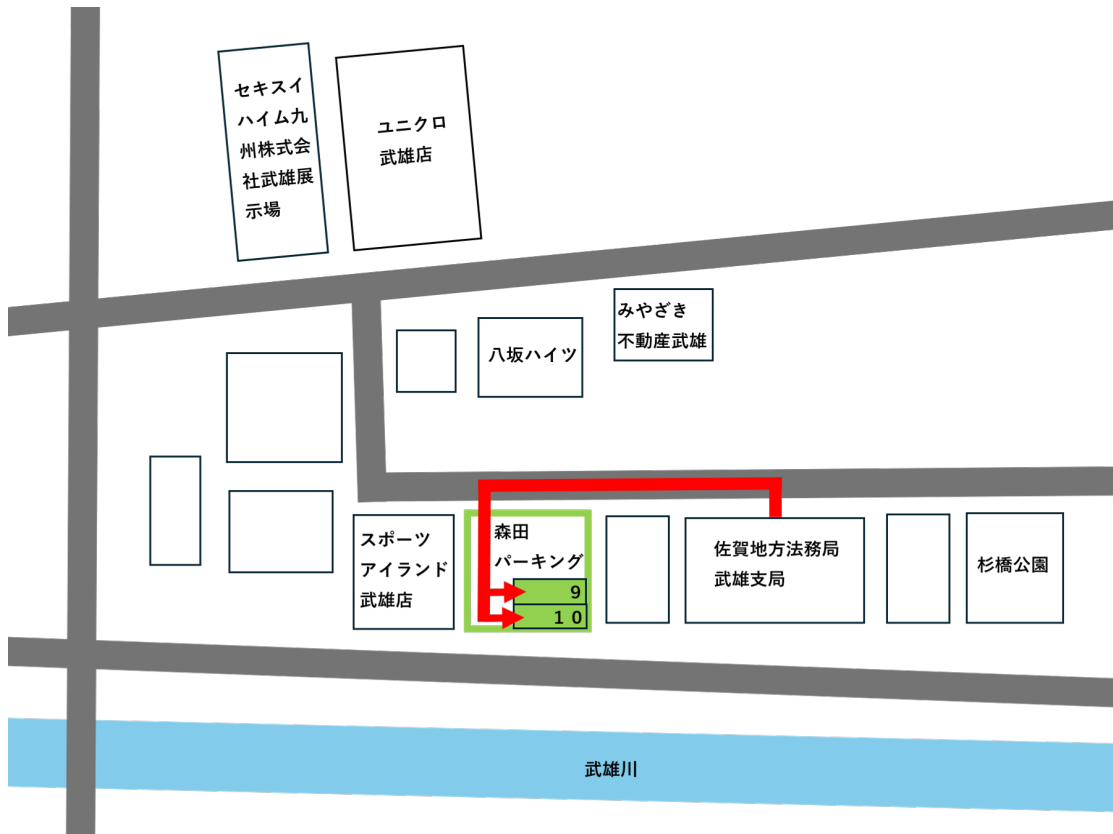 セキスイ
ハイム九
州株式会
社武雄展
示場
ユニクロ
武雄店
みやざき
不動産武雄
八坂ハイツ
スポーツ
アイランド
武雄店
森田
パーキング
9
10
佐賀地方法務局
武雄支局
杉橋公園
武雄川